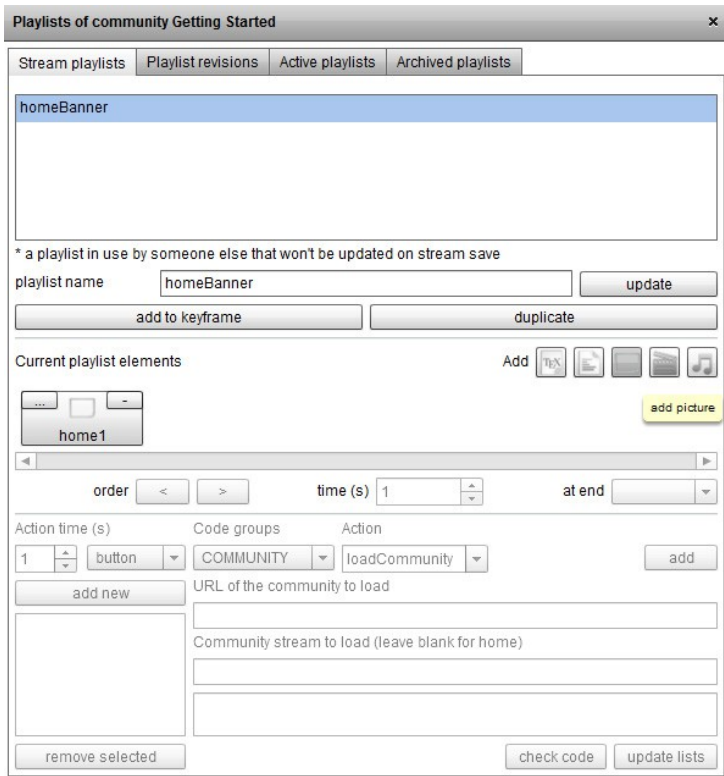 Playlists of community Getting Started x
Stream playlists Playlist revisions Active playlists Archived playlists
homeBanner
* a playlist in use by someone else that won't be updated on stream save
playlist name homeBanner update
add to keyframe duplicate
Current playlist elements Add TEX
... - add picture
home1
order < > time (s) 1 at end
Action time (s) Code groups Action
1 button COMMUNITY loadCommunity add
add new URL of the community to load
Community stream to load (leave blank for home)
remove selected check code update lists